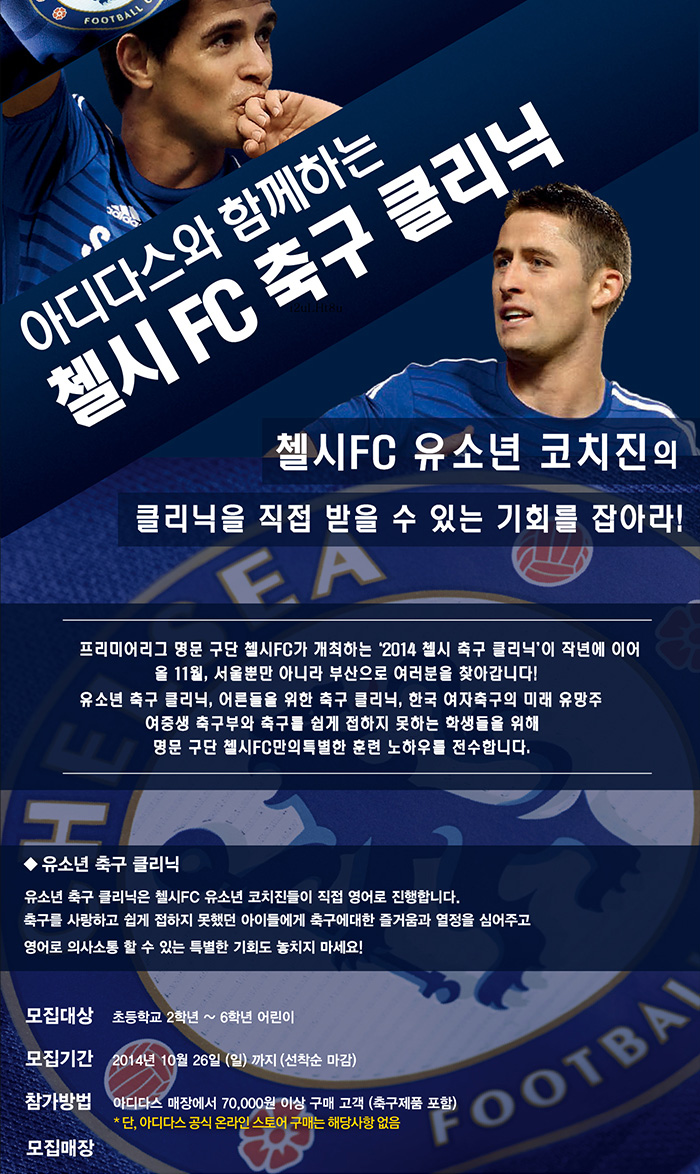 FOOTBALL C
아디다스와 함께하는
첼시 FC 축구 클리닉
첼시FC 유소년 코치진의
클리닉을 직접 받을 수 있는 기회를 잡아라!
CHELSEA
프리미어리그 명문 구단 첼시FC가 개최하는 ‘2014 첼시 축구 클리닉’이 작년에 이어
올 11월, 서울뿐만 아니라 부산으로 여러분을 찾아갑니다!
유소년 축구 클리닉, 어른들을 위한 축구 클리닉, 한국 여자축구의 미래 유망주
여중생 축구부와 축구를 쉽게 접하지 못하는 학생들을 위해
명문 구단 첼시FC만의특별한 훈련 노하우를 전수합니다.
◆ 유소년 축구 클리닉
유소년 축구 클리닉은 첼시FC 유소년 코치진들이 직접 영어로 진행합니다.
축구를 사랑하고 쉽게 접하지 못했던 아이들에게 축구에대한 즐거움과 열정을 심어주고
영어로 의사소통 할 수 있는 특별한 기회도 놓치지 마세요!
모집대상 초등학교 2학년 ~ 6학년 어린이
모집기간 2014년 10월 26일 (일) 까지 (선착순 마감)
참가방법 아디다스 매장에서 70,000원 이상 구매 고객 (축구제품 포함)
* 단, 아디다스 공식 온라인 스토어 구매는 해당사항 없음
모집매장
FOOTBALL